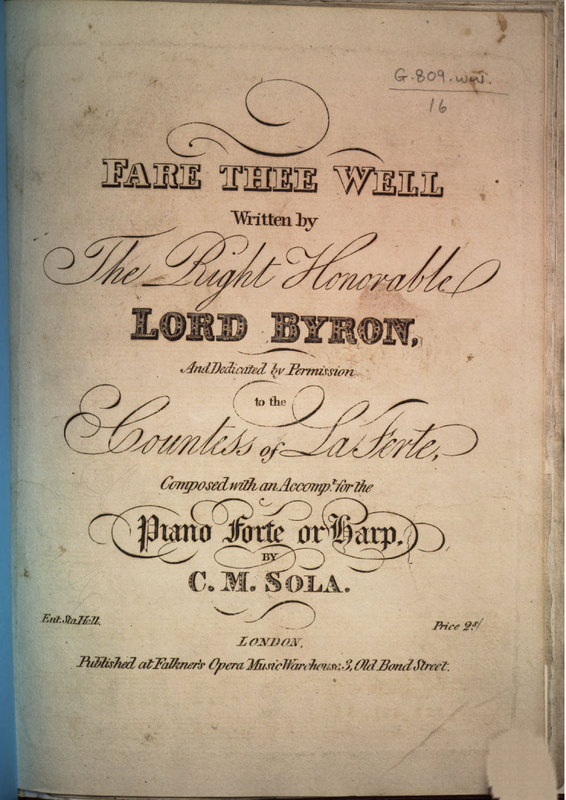 G.809.ww.
16
FARE THEE WELL
Written by
The Right Honorable
LORD BYRON,
And Dedicated by Permission
to the
Countess of La Ferte,
Composed with an Accomp.t for the
Piano Forte or Harp,
BY
C. M. SOLA.
Ent. Sta. Hall.
Price 2s/
LONDON,
Published at Falkner's Opera Music Warehouse, 3, Old Bond Street.